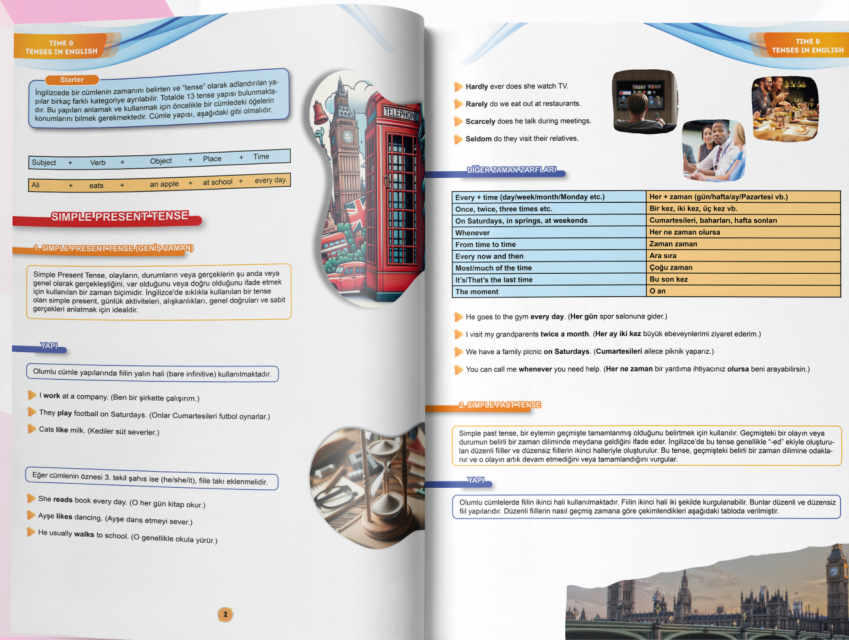 TIME &
TENSES IN ENGLISH
Starter
İngilizcede bir cümlenin zamanını belirten ve "tense" olarak adlandırılan ya-
pılar birkaç farklı kategoriye ayrılabilir. Totalde 13 tense yapısı bulunmakta-
dır. Bu yapıları anlamak ve kullanmak için öncelikle bir cümledeki öğelerin
konumlarını bilmek gerekmektedir. Cümle yapısı, aşağıdaki gibi olmalıdır.
Subject + Verb + Object + Place + Time
Ali + eats + an apple + at school + every day.
SIMPLE PRESENT TENSE
1. SIMPLE PRESENT TENSE (GENİŞ ZAMAN)
Simple Present Tense, olayların, durumların veya gerçeklerin şu anda veya
genel olarak gerçekleştiğini, var olduğunu veya doğru olduğunu ifade etmek
için kullanılan bir zaman biçimidir. İngilizce'de sıklıkla kullanılan bir tense
olan simple present, günlük aktiviteleri, alışkanlıkları, genel doğruları ve sabit
gerçekleri anlatmak için idealdir.
YAPI
Olumlu cümle yapılarında fiilin yalın hali (bare infinitive) kullanılmaktadır.
I work at a company. (Ben bir şirkette çalışırım.)
They play football on Saturdays. (Onlar Cumartesileri futbol oynarlar.)
Cats like milk. (Kediler süt severler.)
Eğer cümlenin öznesi 3. tekil şahıs ise (he/she/it), fiile takı eklenmelidir.
She reads book every day. (O her gün kitap okur.)
Ayşe likes dancing. (Ayşe dans etmeyi sever.)
He usually walks to school. (O genellikle okula yürür.)
TELEPHONE
2
TIME &
TENSES IN ENGLISH
Hardly ever does she watch TV.
Rarely do we eat out at restaurants.
Scarcely does he talk during meetings.
Seldom do they visit their relatives.
DİĞER ZAMAN ZARFLARI
Every + time (day/week/month/Monday etc.) Her + zaman (gün/hafta/ay/Pazartesi vb.)
Once, twice, three times etc. Bir kez, iki kez, üç kez vb.
On Saturdays, in springs, at weekends Cumartesileri, baharları, hafta sonları
Whenever Her ne zaman olursa
From time to time Zaman zaman
Every now and then Ara sıra
Most/much of the time Çoğu zaman
It's/That's the last time Bu son kez
The moment O an
He goes to the gym every day. (Her gün spor salonuna gider.)
I visit my grandparents twice a month. (Her ay iki kez büyük ebeveynlerimi ziyaret ederim.)
We have a family picnic on Saturdays. (Cumartesileri ailece piknik yaparız.)
You can call me whenever you need help. (Her ne zaman bir yardıma ihtiyacınız olursa beni arayabilirsin.)
2. SIMPLE PAST TENSE
Simple past tense, bir eylemin geçmişte tamamlanmış olduğunu belirtmek için kullanılır. Geçmişteki bir olayın veya
durumun belirli bir zaman diliminde meydana geldiğini ifade eder. İngilizce'de bu tense genellikle "-ed" ekiyle oluşturu-
lan düzenli fiiller ve düzensiz fiillerin ikinci halleriyle oluşturulur. Bu tense, geçmişteki belirli bir zaman dilimine odakla-
nır ve o olayın artık devam etmediğini veya tamamlandığını vurgular.
YAPI
Olumlu cümlelerde fiilin ikinci hali kullanılmaktadır. Fiilin ikinci hali iki şekilde kurgulanabilir. Bunlar düzenli ve düzensiz
fiil yapılarıdır. Düzenli fiillerin nasıl geçmiş zamana göre çekimlendikleri aşağıdaki tabloda verilmiştir.